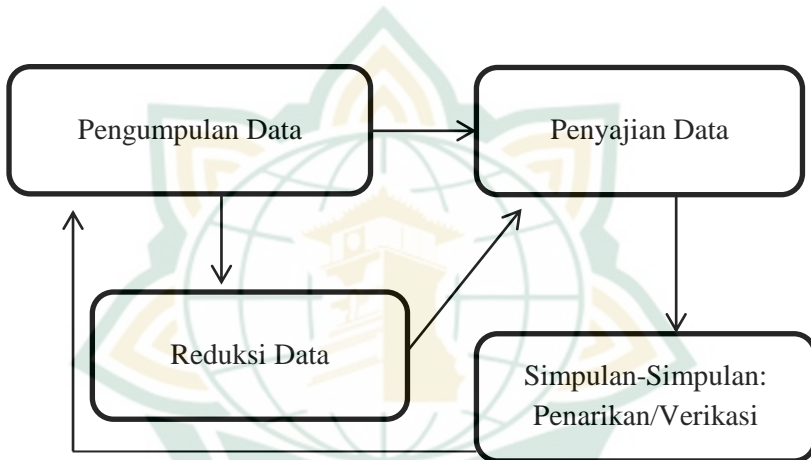 Pengumpulan Data
Penyajian Data
Reduksi Data
Simpulan-Simpulan:
Penarikan/Verikasi